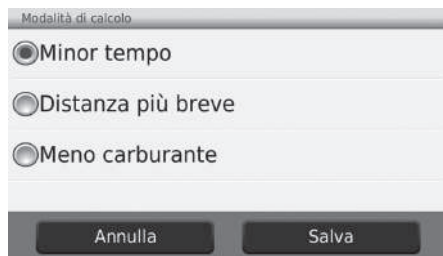 Modalità di calcolo
Minor tempo
Distanza più breve
Meno carburante
Annulla
Salva